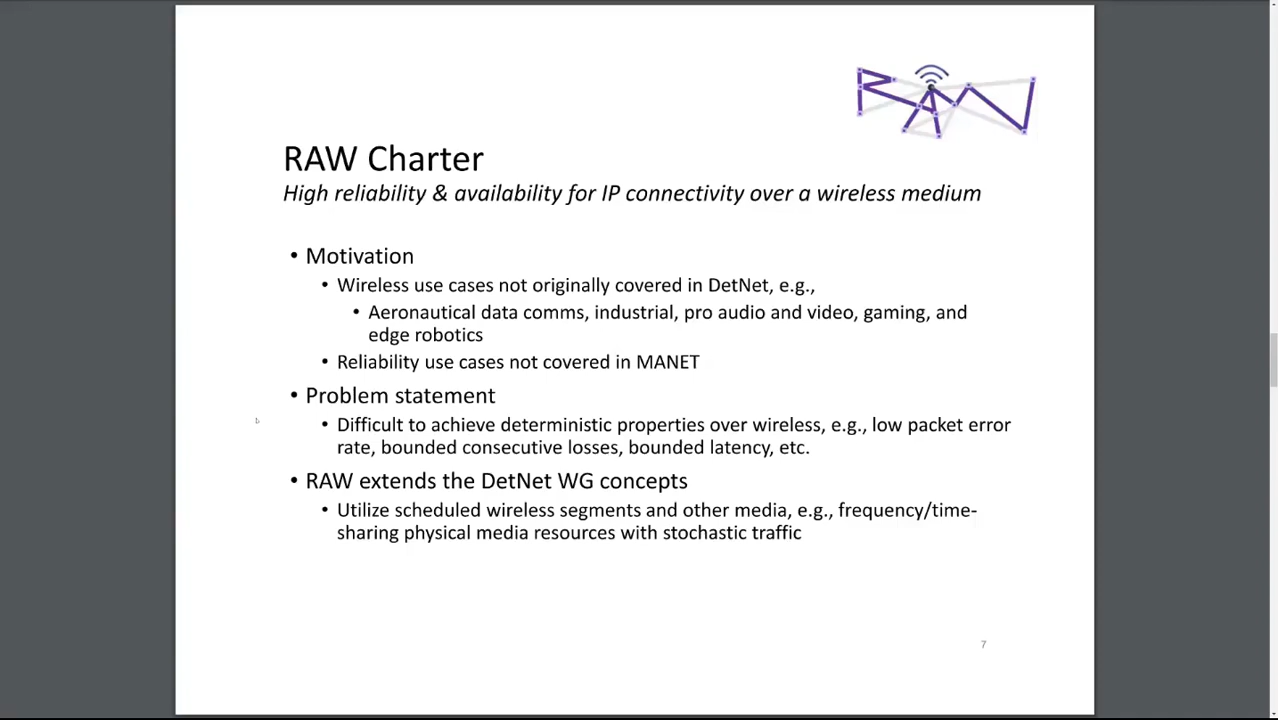 RAW
RAW Charter
High reliability & availability for IP connectivity over a wireless medium
• Motivation
• Wireless use cases not originally covered in DetNet, e.g.,
• Aeronautical data comms, industrial, pro audio and video, gaming, and
edge robotics
• Reliability use cases not covered in MANET
• Problem statement
• Difficult to achieve deterministic properties over wireless, e.g., low packet error
rate, bounded consecutive losses, bounded latency, etc.
• RAW extends the DetNet WG concepts
• Utilize scheduled wireless segments and other media, e.g., frequency/time-
sharing physical media resources with stochastic traffic
7